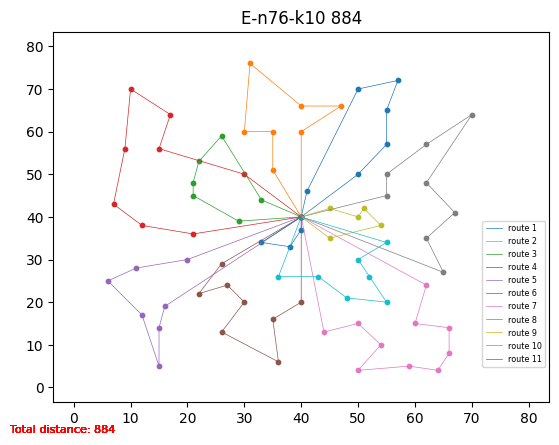 E-n76-k10 884
80
70
60
50
40
30
20
10
0
0 10 20 30 40 50 60 70 80
route 1
route 2
route 3
route 4
route 5
route 6
route 7
route 8
route 9
route 10
route 11
Total distance: 884